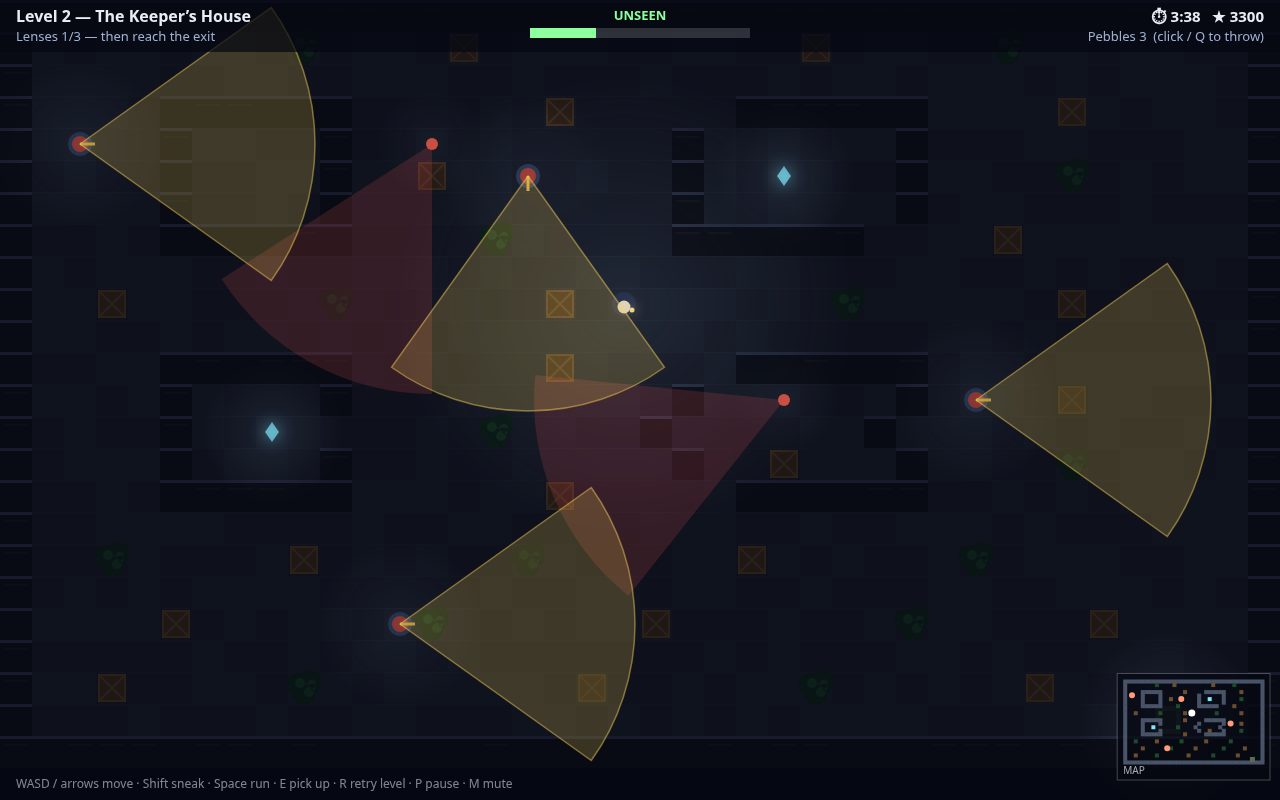 Level 2 — The Keeper's House
Lenses 1/3 — then reach the exit
UNSEEN
⏱ 3:38 ★ 3300
Pebbles 3 (click / Q to throw)
MAP
WASD / arrows move · Shift sneak · Space run · E pick up · R retry level · P pause · M mute